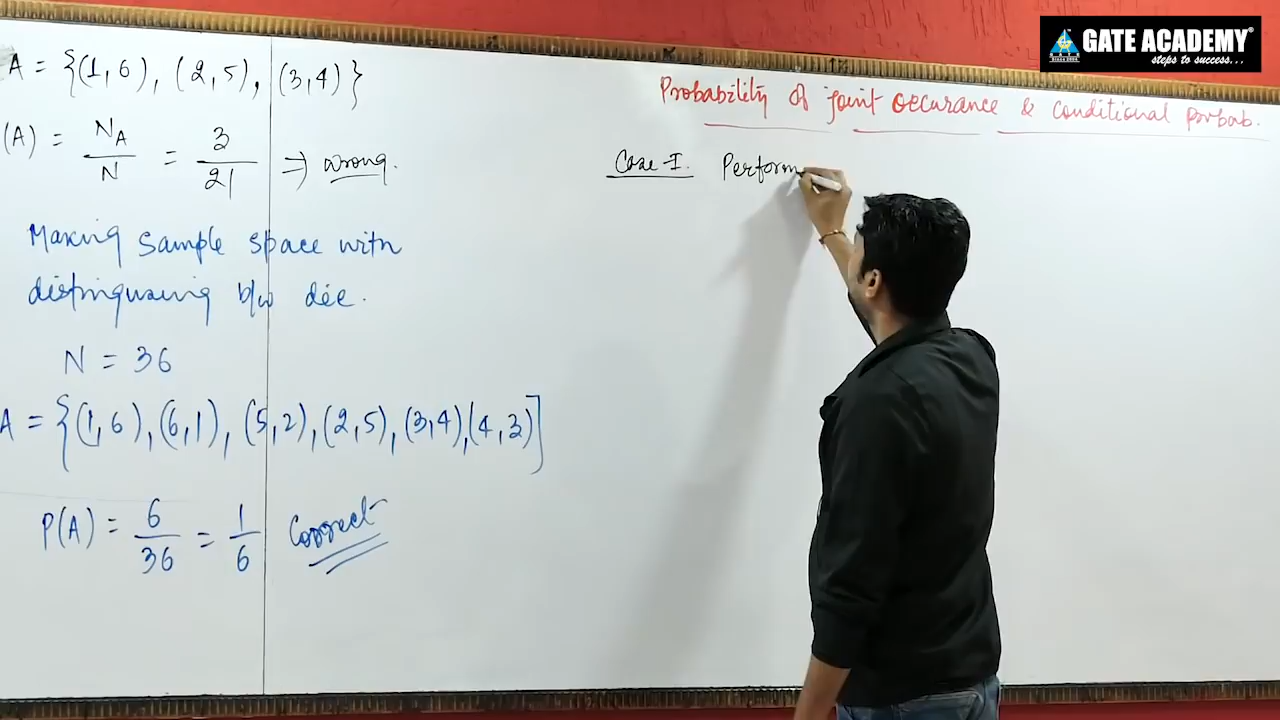 A = {(1,6), (2,5), (3,4)}
(A) = N_A / N = 3 / 21 ⇒ wrong.
Making sample space with
distinquising b/w dice.
N = 36
A = {(1,6), (6,1), (5,2), (2,5), (3,4), (4,3)]
P(A) = 6 / 36 = 1 / 6 Correct
GATE ACADEMY®
steps to success...
Probability of joint occurance & conditional probab.
Case-I. Perform